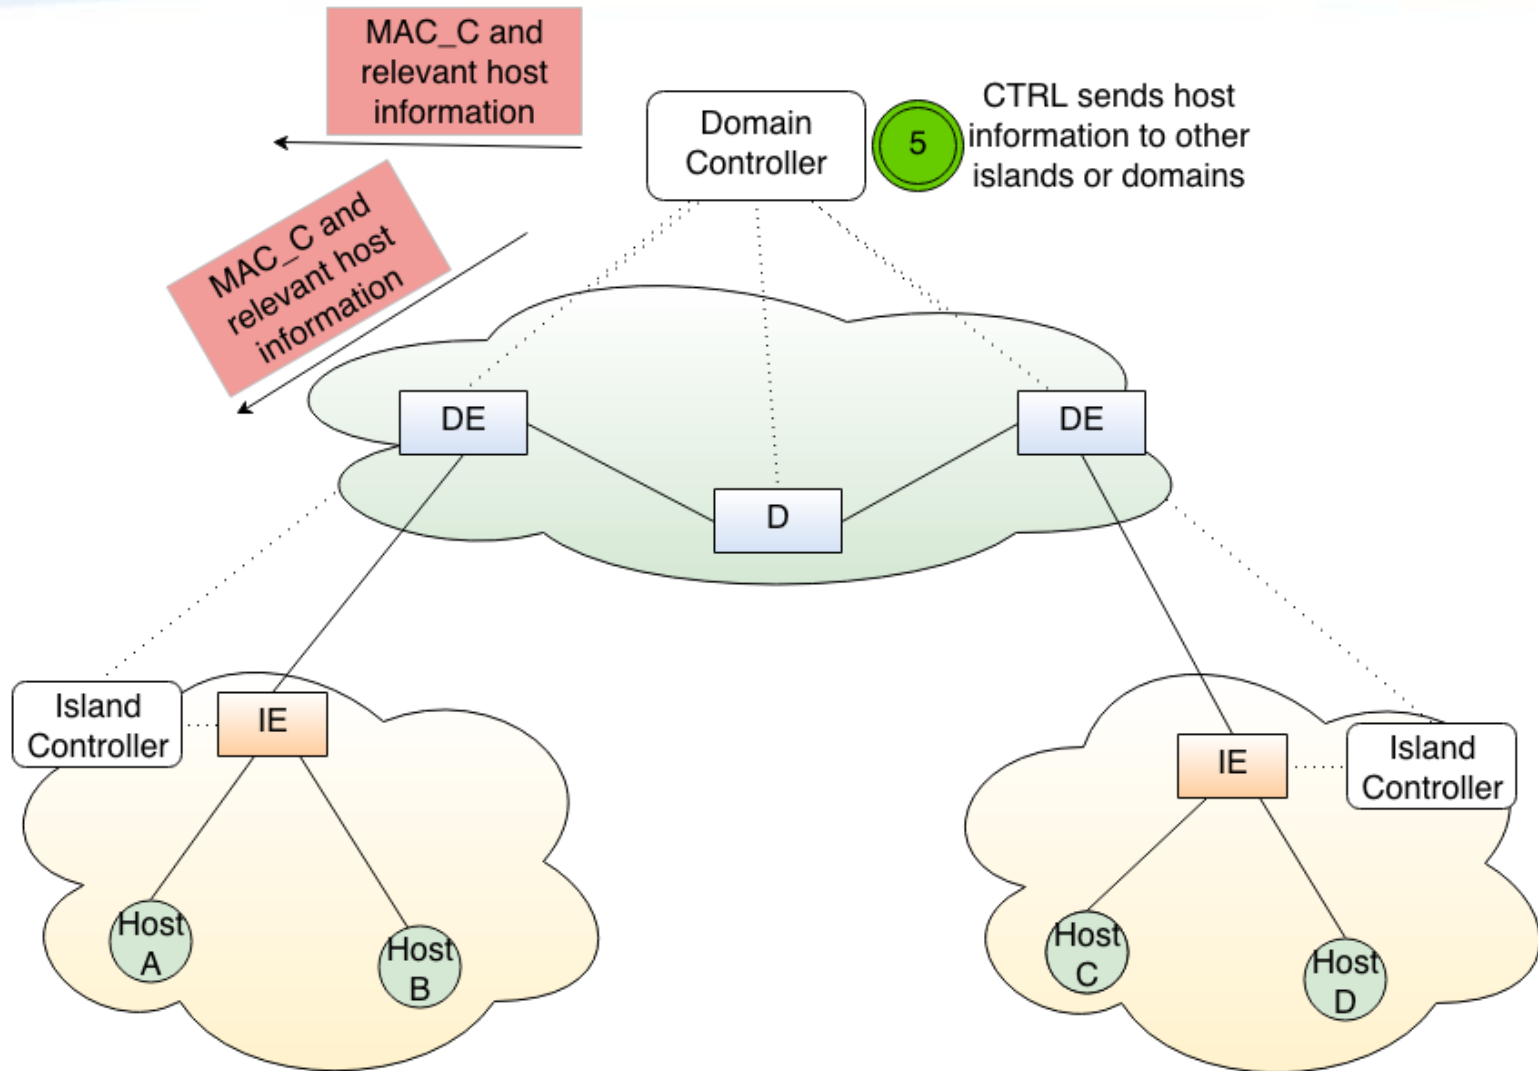 MAC_C and
relevant host
information
Domain
Controller
5
CTRL sends host
information to other
islands or domains
MAC_C and
relevant host
information
DE
DE
D
Island
Controller
IE
IE
Island
Controller
Host
A
Host
B
Host
C
Host
D